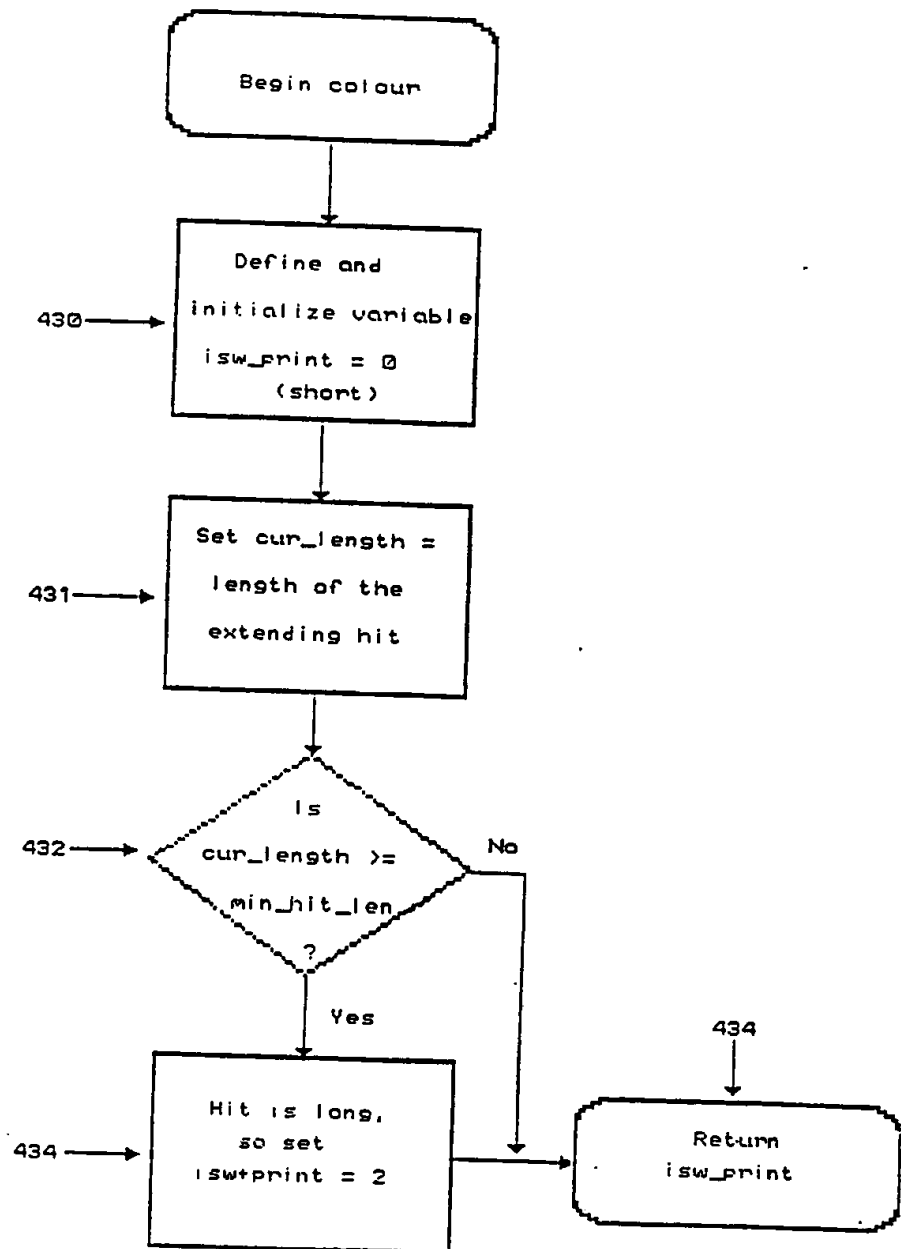 Begin colour
Define and
initialize variable
isw_print = 0
(short)
430
Set cur_length =
length of the
extending hit
431
Is
cur_length >=
min_hit_len
?
432
No
Yes
434
Hit is long,
so set
isw+print = 2
434
Return
isw_print